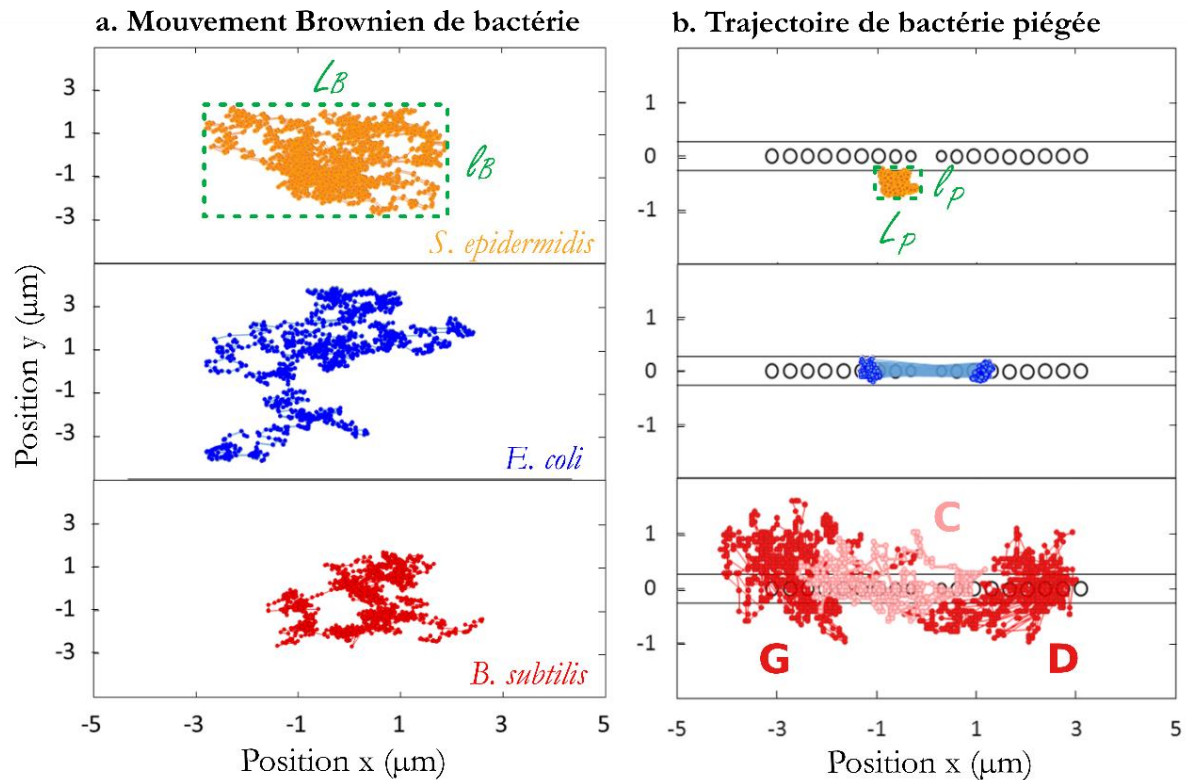 a. Mouvement Brownien de bactérie
b. Trajectoire de bactérie piégée
Position y (μm)
3
1
-1
-3
L_B
l_B
S. epidermidis
3
1
-1
-3
E. coli
3
1
-1
-3
B. subtilis
-5
-3
-1
1
3
5
Position x (μm)
1
0
-1
l_p
L_p
1
0
-1
1
0
-1
C
G
D
-5
-3
-1
1
3
5
Position x (μm)